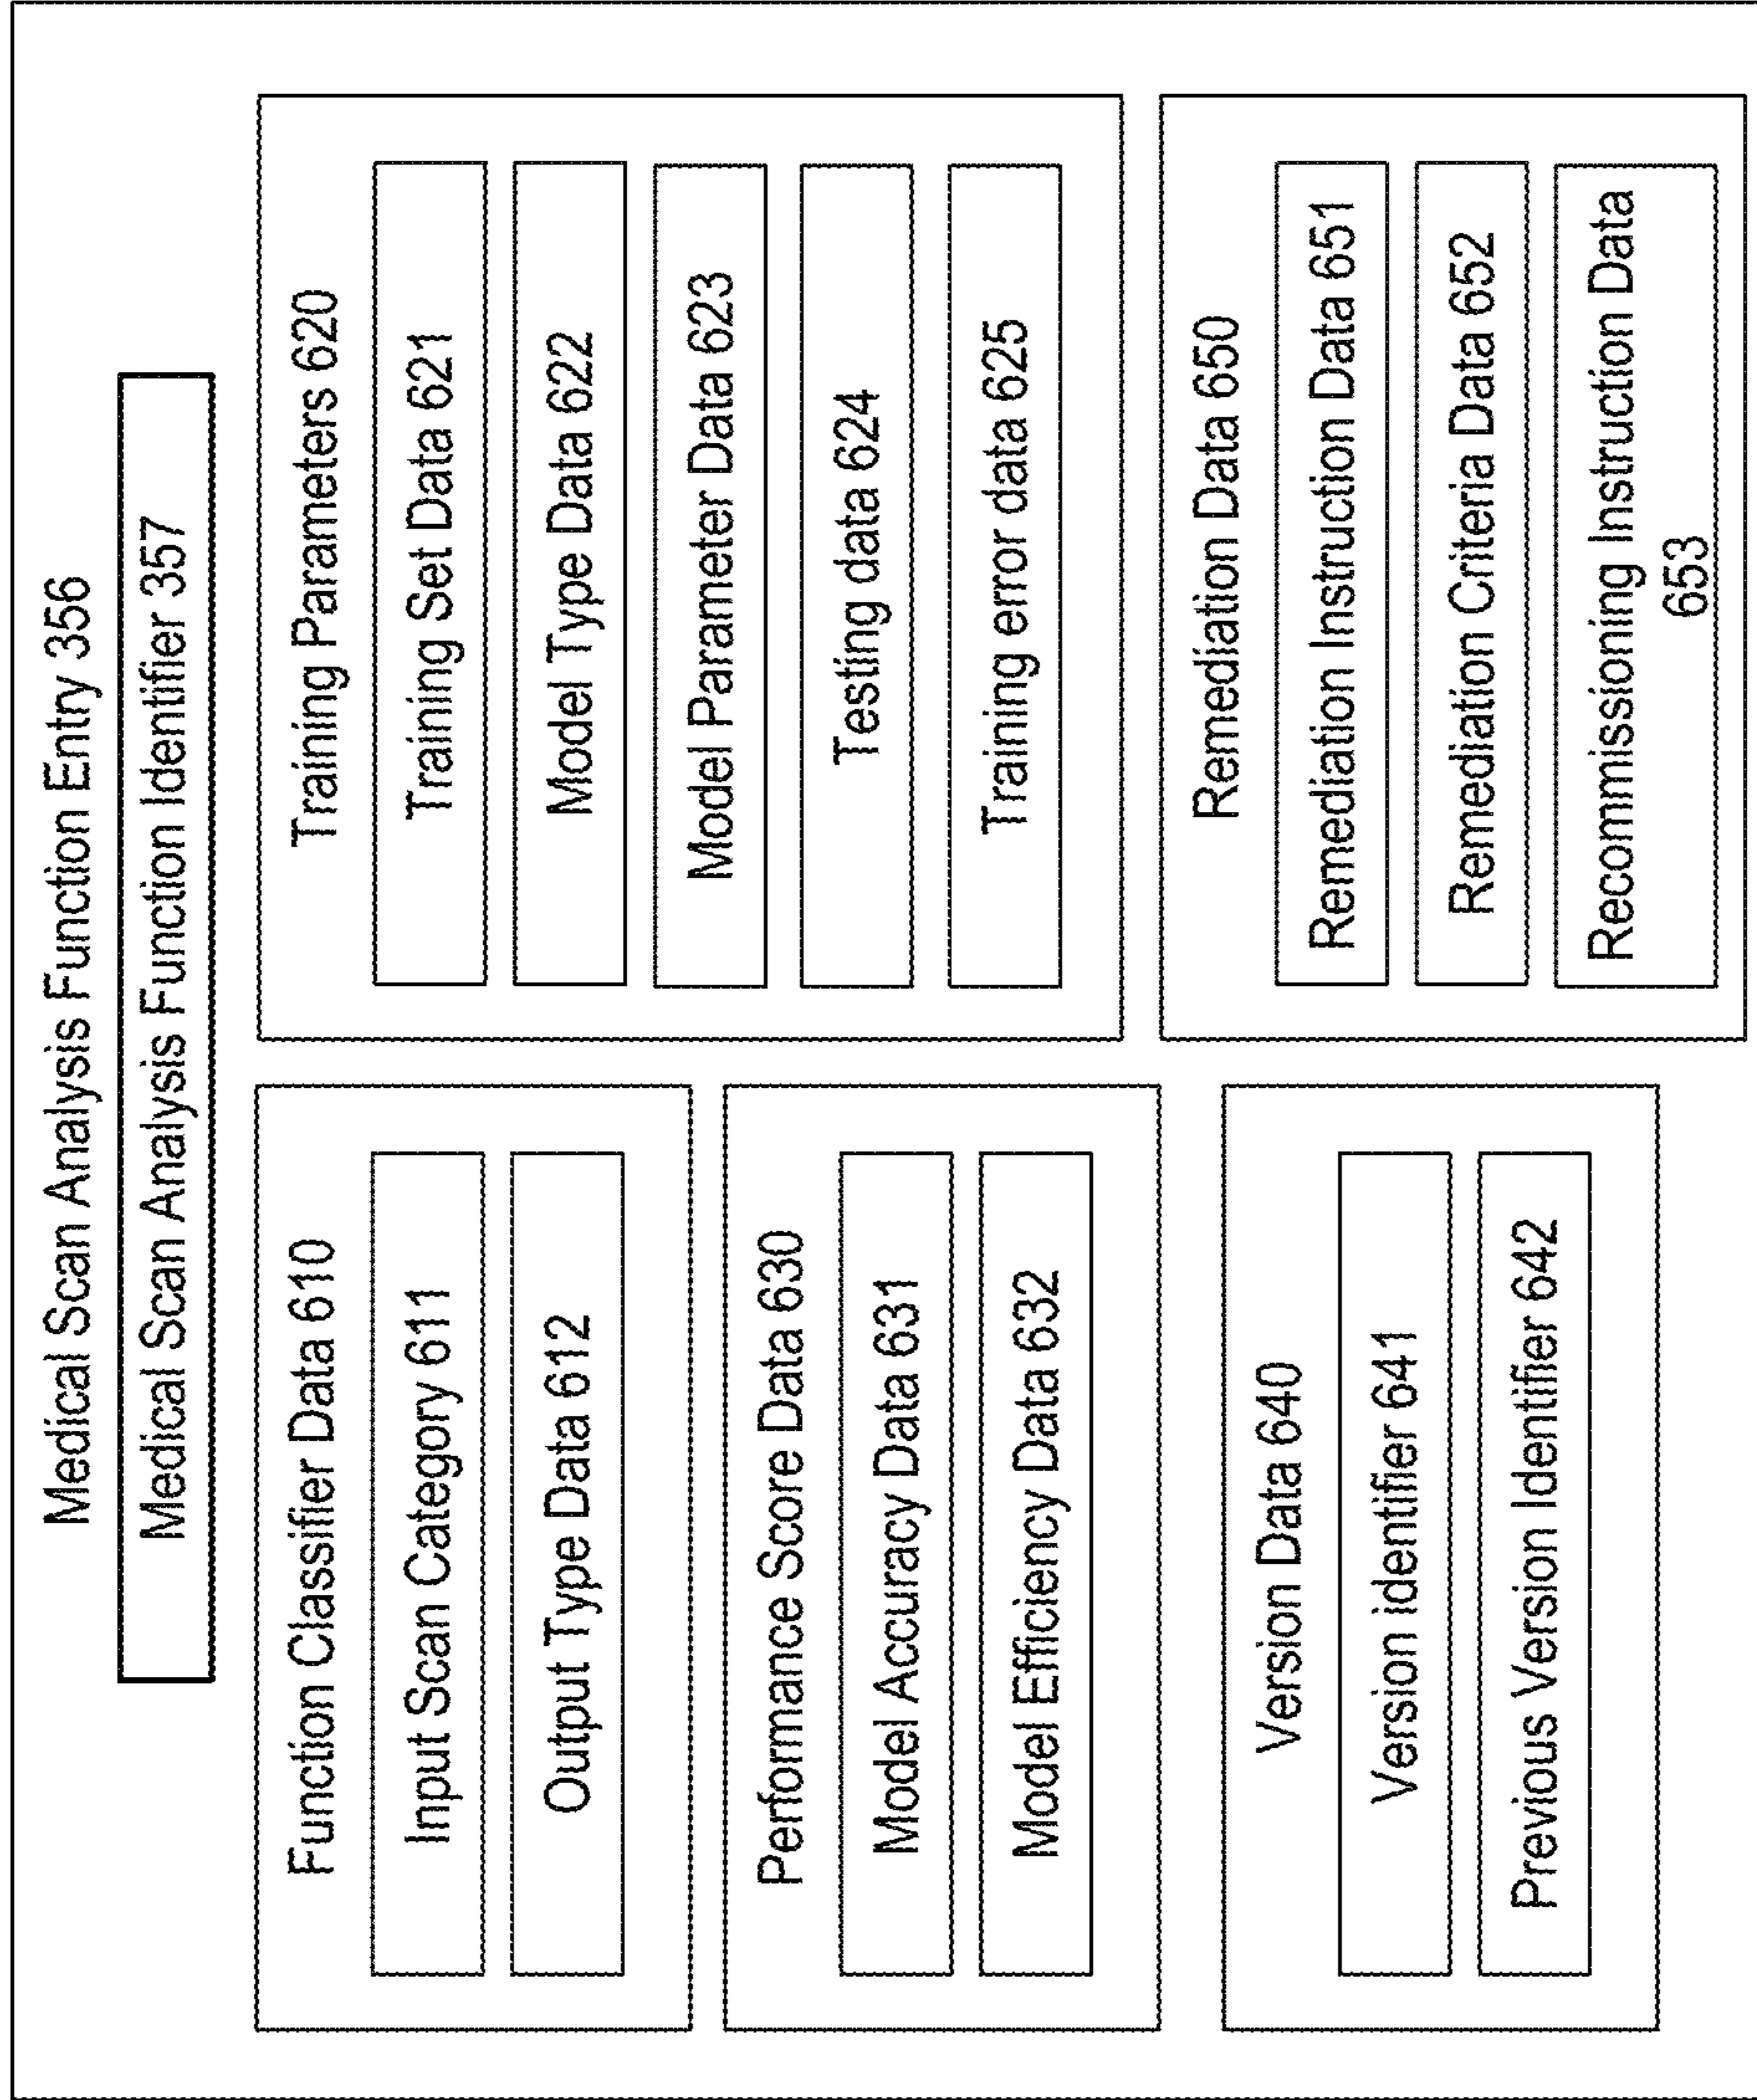 Medical Scan Analysis Function Entry 356
Medical Scan Analysis Function Identifier 357
Function Classifier Data 610
Input Scan Category 611
Output Type Data 612
Performance Score Data 630
Model Accuracy Data 631
Model Efficiency Data 632
Version Data 640
Version identifier 641
Previous Version Identifier 642
Training Parameters 620
Training Set Data 621
Model Type Data 622
Model Parameter Data 623
Testing data 624
Training error data 625
Remediation Data 650
Remediation Instruction Data 651
Remediation Criteria Data 652
Recommissioning Instruction Data
653